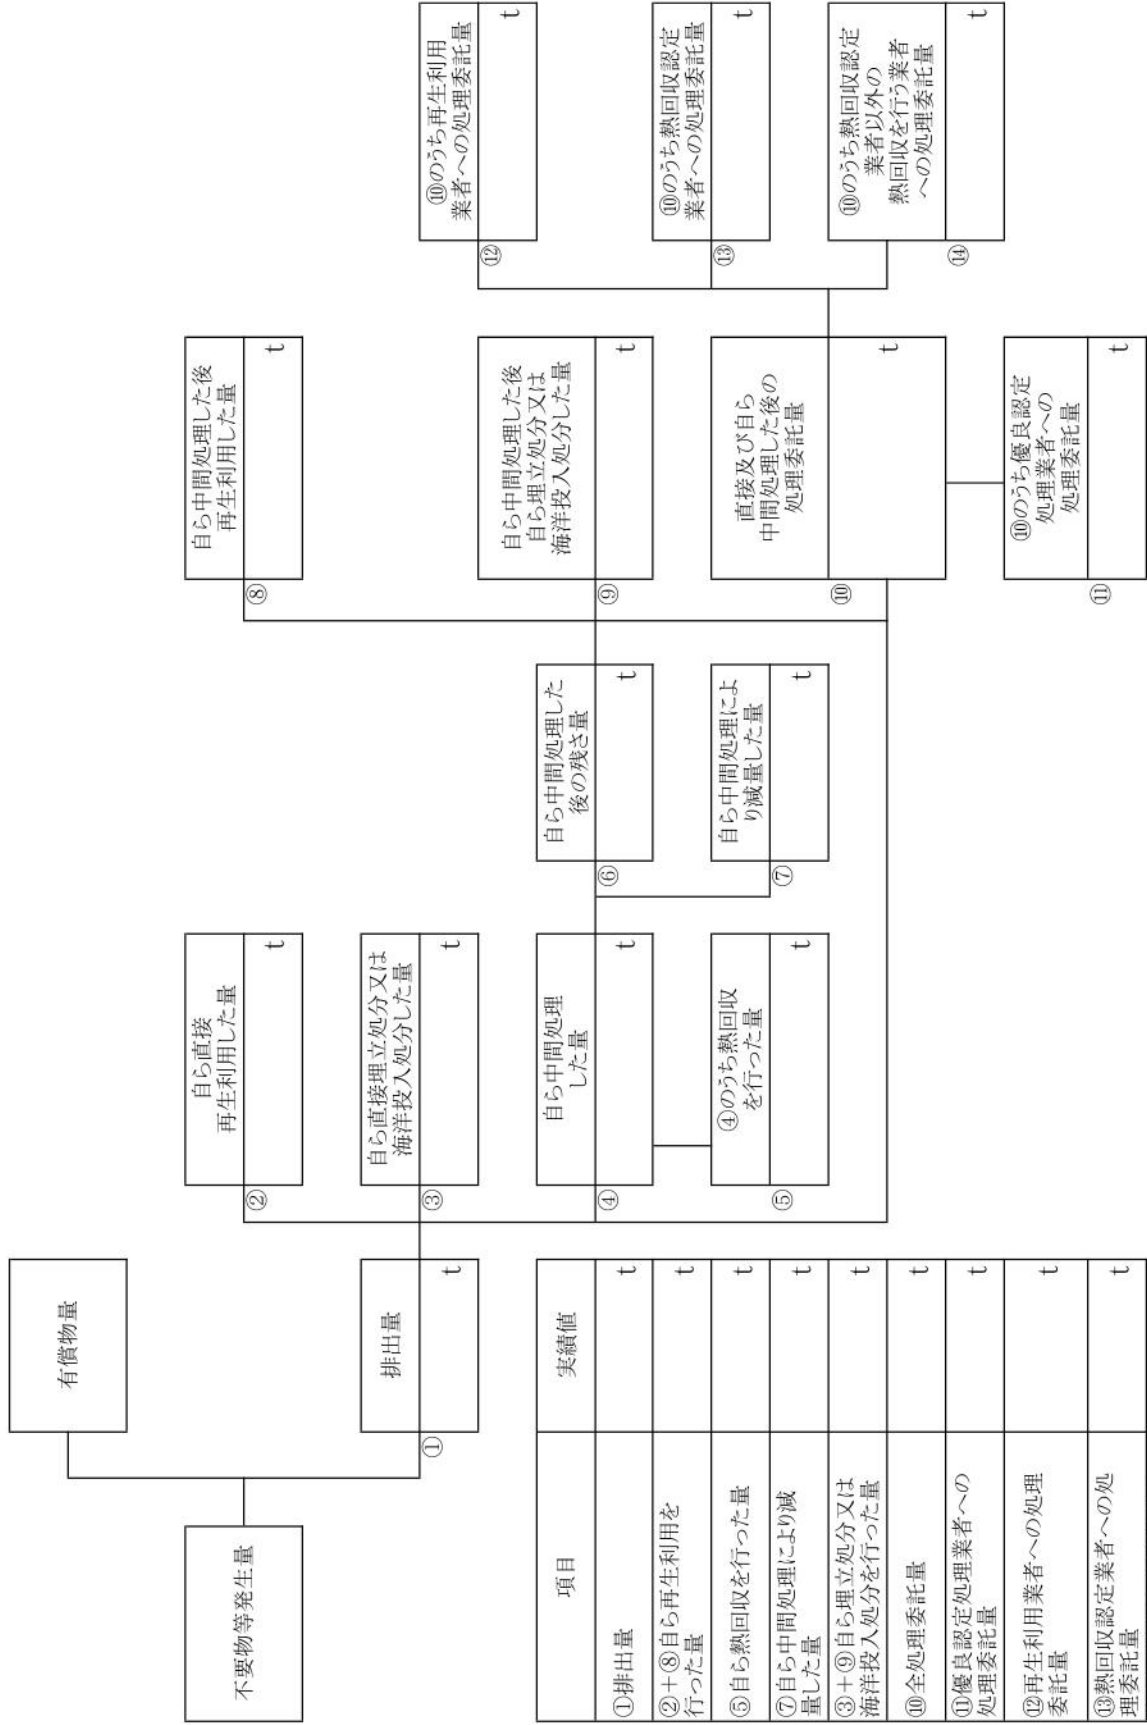 不要物等発生量
有償物量
①
排出量
t
②
自ら直接
再生利用した量
t
③
自ら直接埋立処分又は
海洋投入処分した量
t
④
自ら中間処理
した量
t
⑤
④のうち熱回収
を行った量
t
⑥
自ら中間処理した
後の残さ量
t
⑦
自ら中間処理によ
り減量した量
t
⑧
自ら中間処理した後
再生利用した量
t
⑨
自ら中間処理した後
自ら埋立処分又は
海洋投入処分した量
t
⑩
直接及び自ら
中間処理した後の
処理委託量
t
⑪
⑩のうち優良認定
処理業者への
処理委託量
t
⑫
⑩のうち再生利用
業者への処理委託量
t
⑬
⑩のうち熱回収認定
業者への処理委託量
t
⑭
⑩のうち熱回収認定
業者以外の
熱回収を行う業者
への処理委託量
t
項目
実績値
①排出量
t
②+⑧自ら再生利用を
行った量
t
⑤自ら熱回収を行った量
t
⑦自ら中間処理により減
量した量
t
③+⑨自ら埋立処分又は
海洋投入処分を行った量
t
⑩全処理委託量
t
⑪優良認定処理業者への
処理委託量
t
⑫再生利用業者への処理
委託量
t
⑬熱回収認定業者への処
理委託量
t